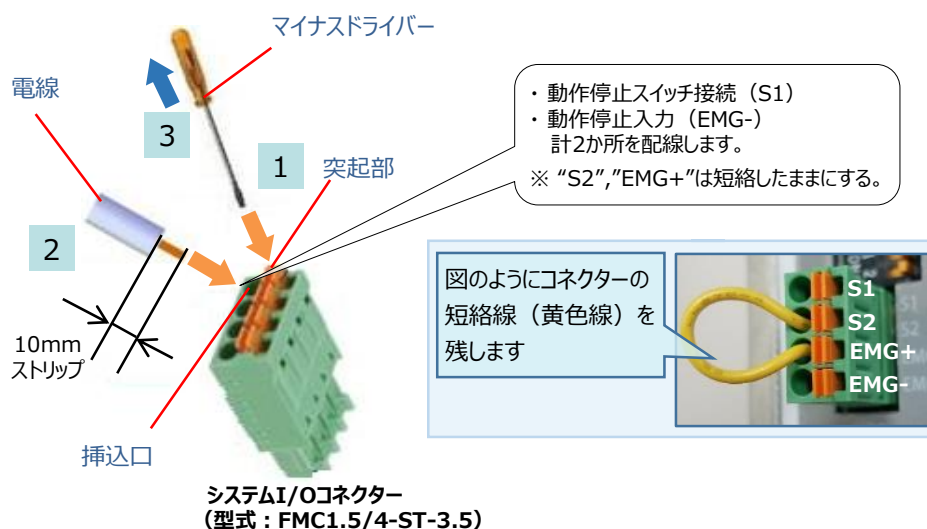 マイナスドライバー
電線
3
1
突起部
2
・ 動作停止スイッチ接続（S1）
・ 動作停止入力（EMG-）
計2か所を配線します。
※ “S2”,”EMG+”は短絡したままにする。
図のようにコネクターの
短絡線（黄色線）を
残します
S1
S2
EMG+
EMG-
10mm
ストリップ
挿込口
システムI/Oコネクター
（型式：FMC1.5/4-ST-3.5）